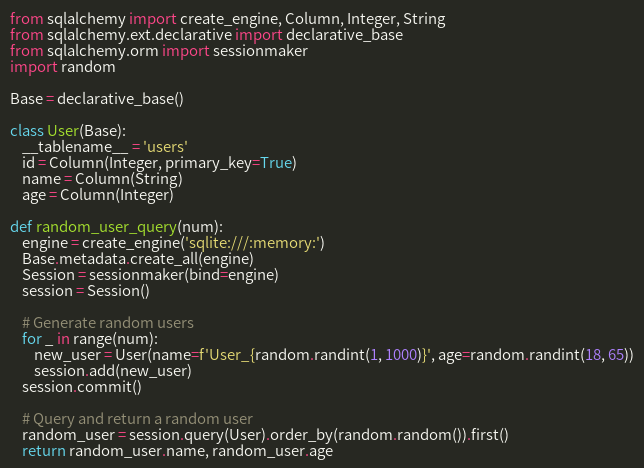 from sqlalchemy import create_engine, Column, Integer, String
from sqlalchemy.ext.declarative import declarative_base
from sqlalchemy.orm import sessionmaker
import random

Base = declarative_base()

class User(Base):
    __tablename__ = 'users'
    id = Column(Integer, primary_key=True)
    name = Column(String)
    age = Column(Integer)

def random_user_query(num):
    engine = create_engine('sqlite:///:memory:')
    Base.metadata.create_all(engine)
    Session = sessionmaker(bind=engine)
    session = Session()

    # Generate random users
    for _ in range(num):
        new_user = User(name=f'User_{random.randint(1, 1000)}', age=random.randint(18, 65))
        session.add(new_user)
    session.commit()

    # Query and return a random user
    random_user = session.query(User).order_by(random.random()).first()
    return random_user.name, random_user.age